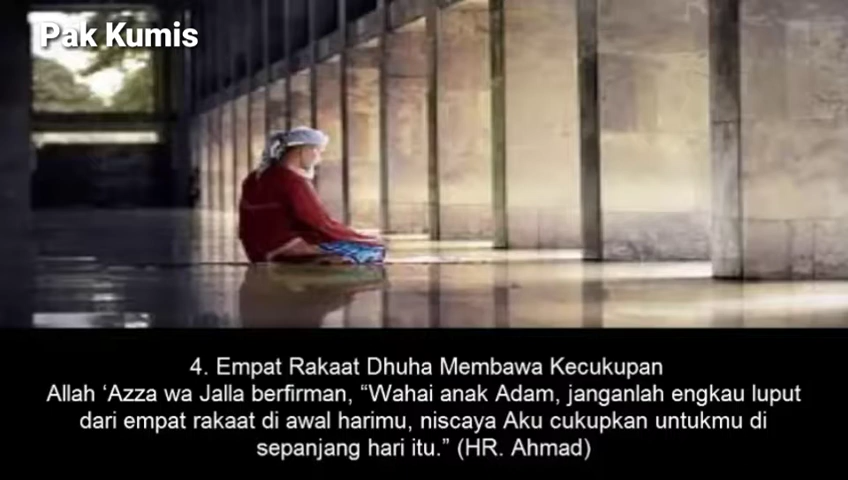 Pak Kumis
4. Empat Rakaat Dhuha Membawa Kecukupan
Allah ‘Azza wa Jalla berfirman, “Wahai anak Adam, janganlah engkau luput
dari empat rakaat di awal harimu, niscaya Aku cukupkan untukmu di
sepanjang hari itu.” (HR. Ahmad)